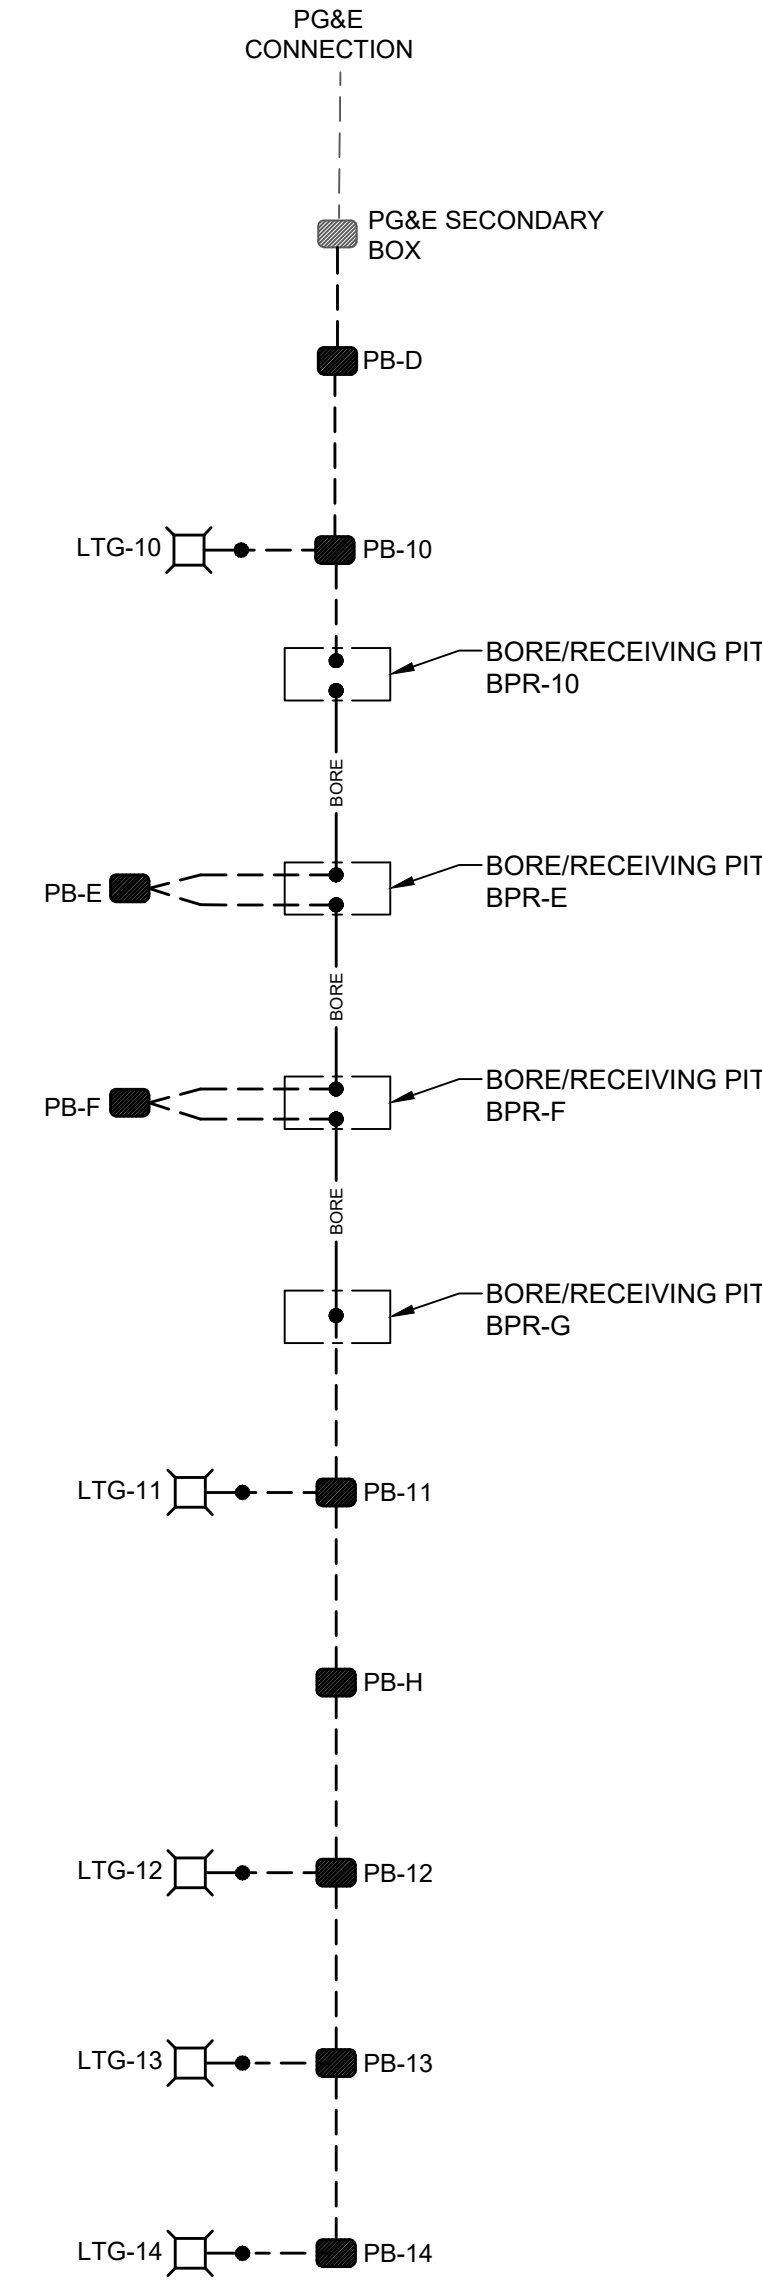 PG&E
CONNECTION
PG&E SECONDARY
BOX
PB-D
LTG-10
PB-10
BORE/RECEIVING PIT
BPR-10
BORE
PB-E
BORE/RECEIVING PIT
BPR-E
BORE
PB-F
BORE/RECEIVING PIT
BPR-F
BORE
BORE/RECEIVING PIT
BPR-G
LTG-11
PB-11
PB-H
LTG-12
PB-12
LTG-13
PB-13
LTG-14
PB-14